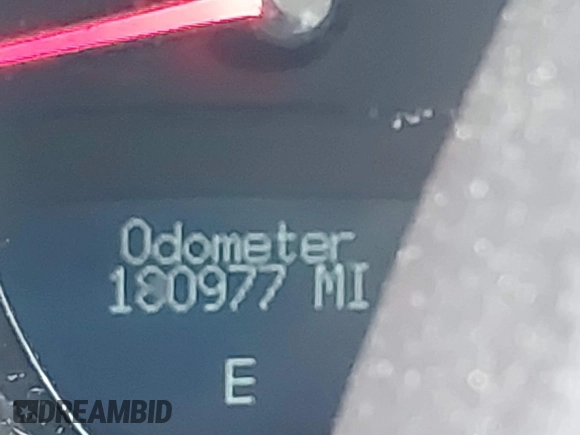 Odometer
180977 MI
E
DREAMBID